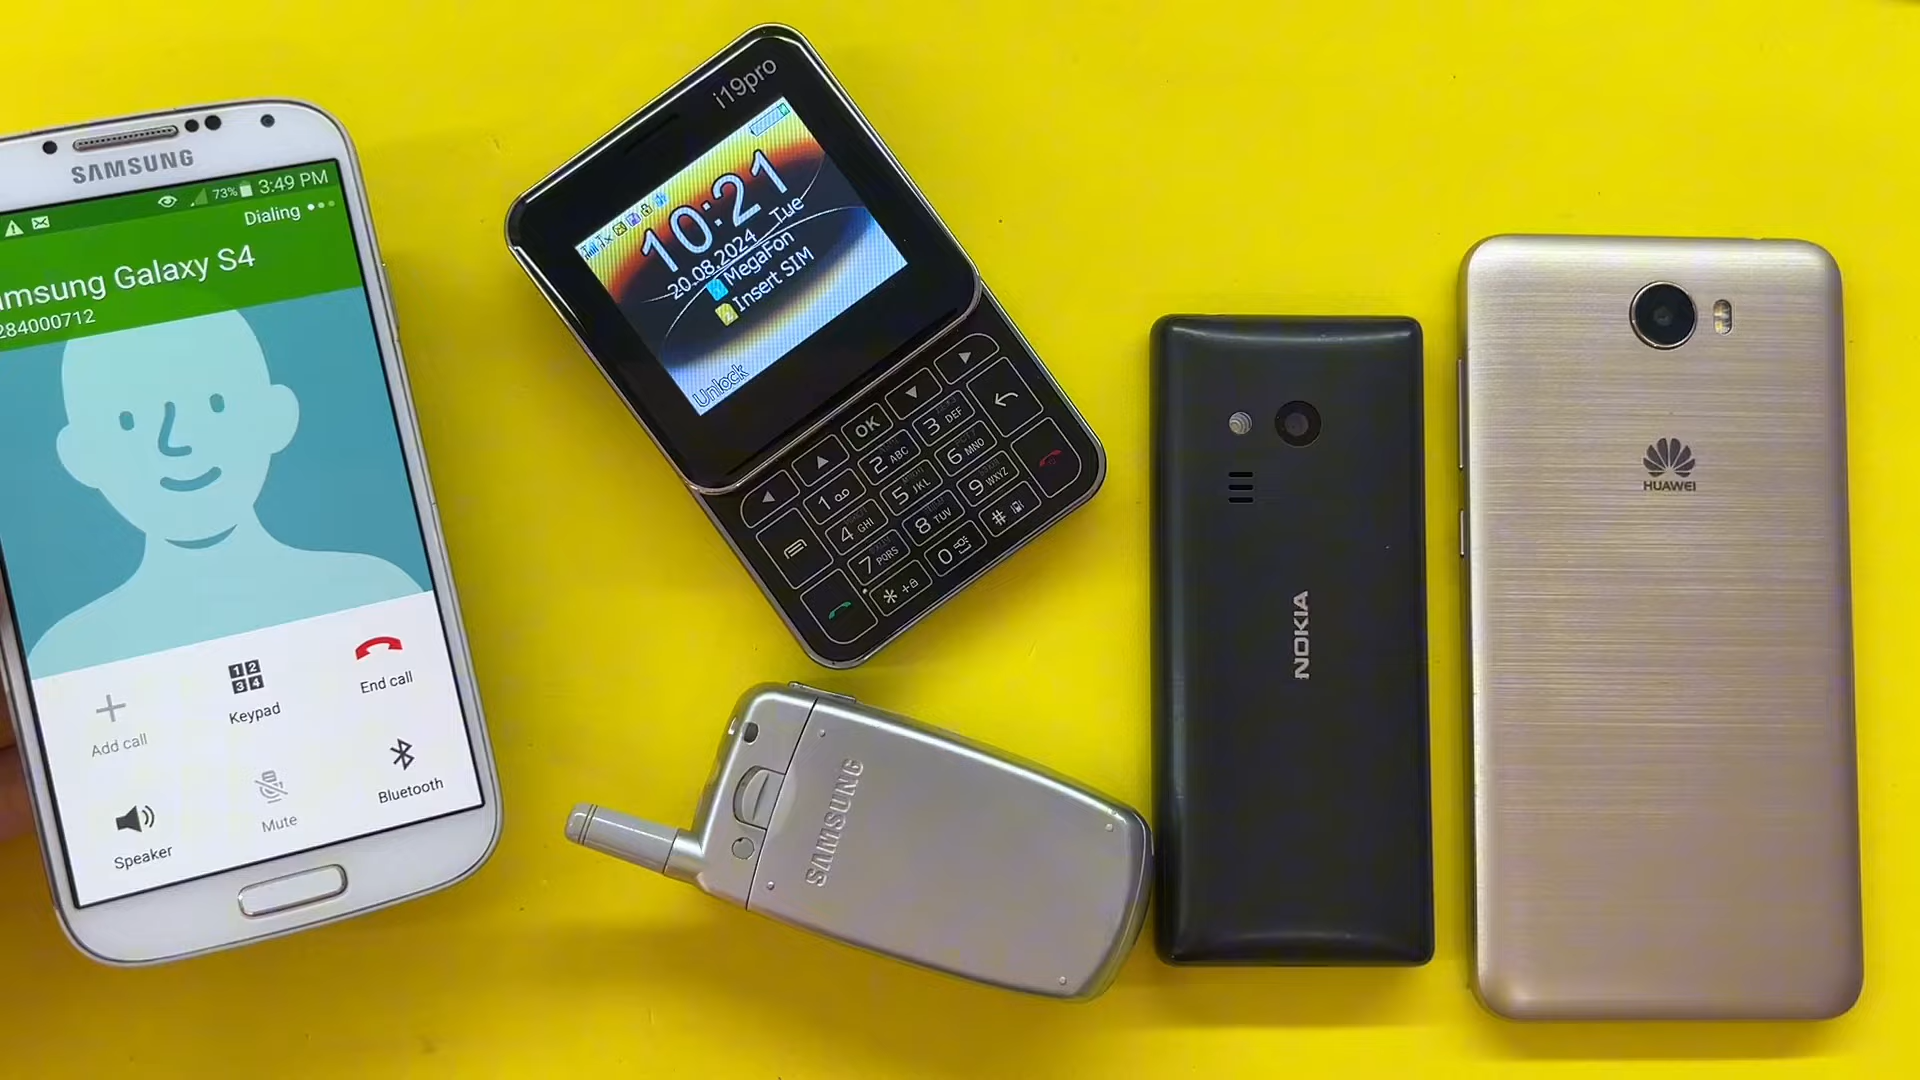 SAMSUNG
73% 3:49 PM
Dialing
msung Galaxy S4
284000712
Add call
Keypad
End call
Speaker
Mute
Bluetooth
i19pro
10:21
20.08.2024 Tue
1 MegaFon
2 Insert SIM
Unlock
OK
1
2 ABC
3 DEF
4 GHI
5 JKL
6 MNO
7 PQRS
8 TUV
9 WXYZ
* +
0
#
SAMSUNG
NOKIA
HUAWEI